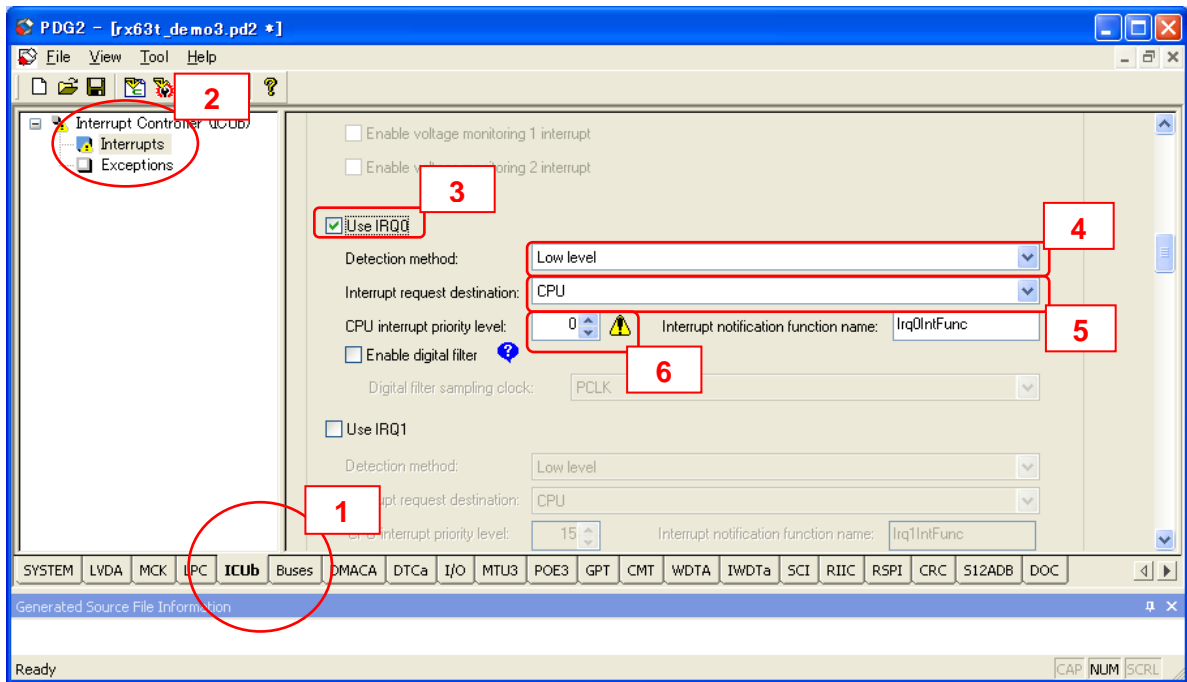 PDG2 - [rx63t_demo3.pd2 *]
File View Tool Help
2
Interrupt Controller (ICUb)
Interrupts
Exceptions
Enable voltage monitoring 1 interrupt
Enable voltage monitoring 2 interrupt
3
Use IRQ0
4
Detection method: Low level
Interrupt request destination: CPU
CPU interrupt priority level: 0 Interrupt notification function name: Irq0IntFunc
5
Enable digital filter
6
Digital filter sampling clock: PCLK
Use IRQ1
Detection method: Low level
1
Interrupt request destination: CPU
CPU interrupt priority level: 15 Interrupt notification function name: Irq1IntFunc
SYSTEM LVDA MCK LPC ICUb Buses DMACA DTCa I/O MTU3 POE3 GPT CMT WDTA IWDTa SCI RIIC RSPI CRC S12ADB DOC
Generated Source File Information
Ready CAP NUM SCRL